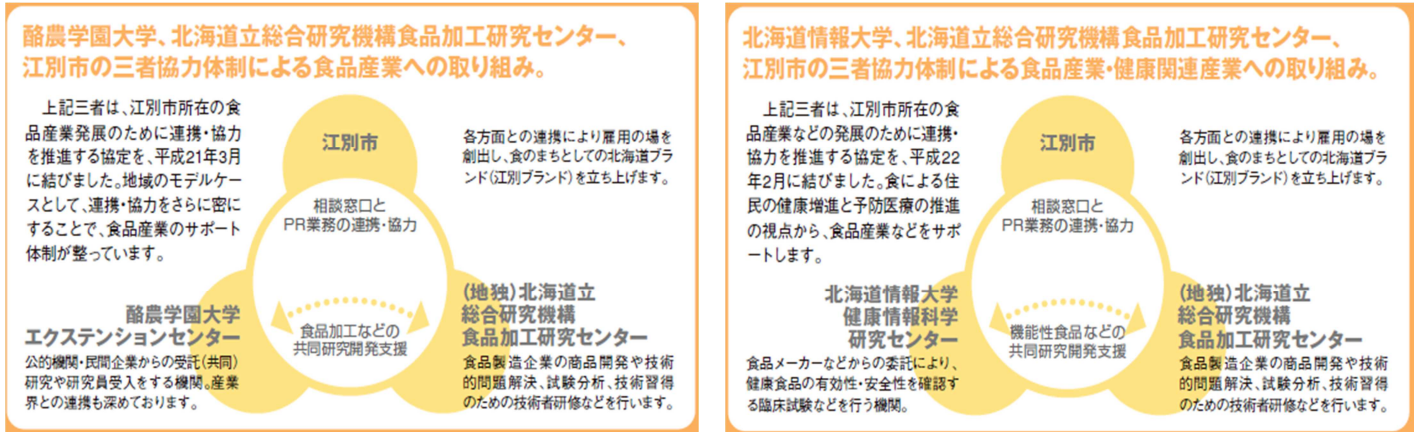 酪農学園大学、北海道立総合研究機構食品加工研究センター、
江別市の三者協力体制による食品産業への取り組み。
上記三者は、江別市所在の食
品産業発展のために連携・協力
を推進する協定を、平成21年3月
に結びました。地域のモデルケー
スとして、連携・協力をさらに密に
することで、食品産業のサポート
体制が整っています。
江別市
各方面との連携により雇用の場を
創出し、食のまちとしての北海道ブラ
ンド(江別ブランド)を立ち上げます。
相談窓口と
PR業務の連携・協力
酪農学園大学
エクステンションセンター
公的機関・民間企業からの受託(共同)
研究や研究員受入をする機関。産業
界との連携も深めております。
食品加工などの
共同研究開発支援
(地独)北海道立
総合研究機構
食品加工研究センター
食品製造企業の商品開発や技術
的問題解決、試験分析、技術習得
のための技術者研修などを行います。
北海道情報大学、北海道立総合研究機構食品加工研究センター、
江別市の三者協力体制による食品産業・健康関連産業への取り組み。
上記三者は、江別市所在の食
品産業などの発展のために連携・
協力を推進する協定を、平成22
年2月に結びました。食による住
民の健康増進と予防医療の推進
の視点から、食品産業などをサポ
ートします。
江別市
各方面との連携により雇用の場を
創出し、食のまちとしての北海道ブラ
ンド(江別ブランド)を立ち上げます。
相談窓口と
PR業務の連携・協力
北海道情報大学
健康情報科学
研究センター
食品メーカーなどからの委託により、
健康食品の有効性・安全性を確認す
る臨床試験などを行う機関。
機能性食品などの
共同研究開発支援
(地独)北海道立
総合研究機構
食品加工研究センター
食品製造企業の商品開発や技術
的問題解決、試験分析、技術習得
のための技術者研修などを行います。